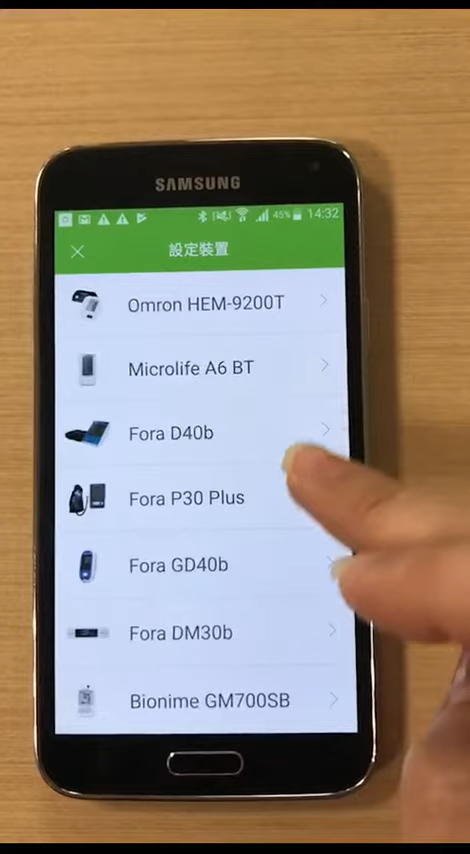 SAMSUNG
45% 14:32
設定裝置
Omron HEM-9200T
Microlife A6 BT
Fora D40b
Fora P30 Plus
Fora GD40b
Fora DM30b
Bionime GM700SB